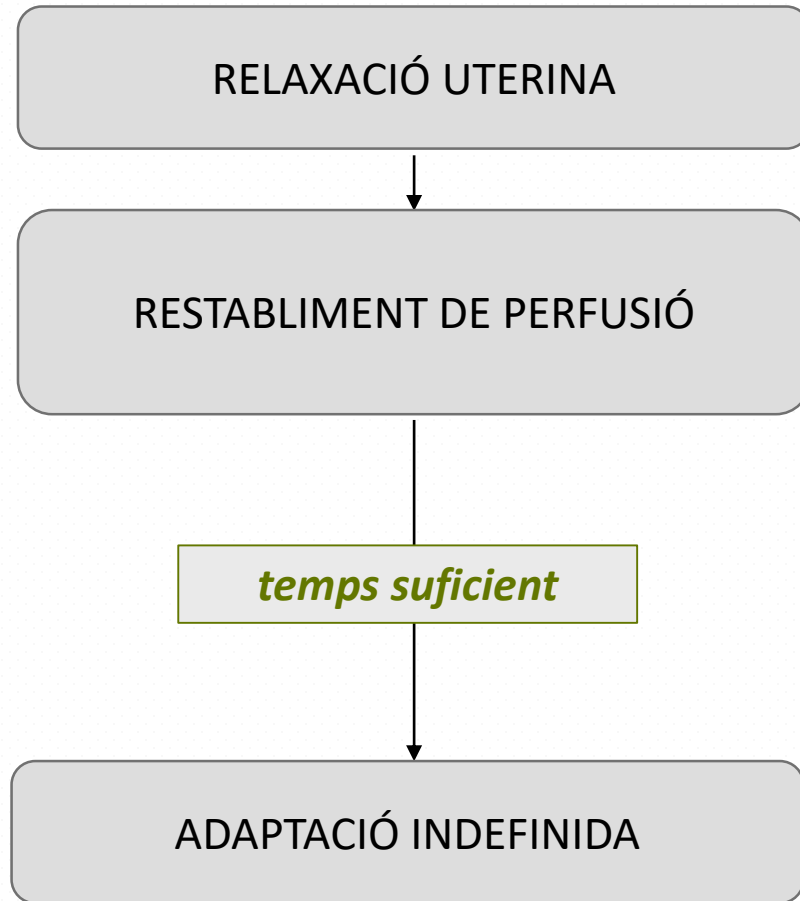 RELAXACIÓ UTERINA
RESTABLIMENT DE PERFUSIÓ
temps suficient
ADAPTACIÓ INDEFINIDA